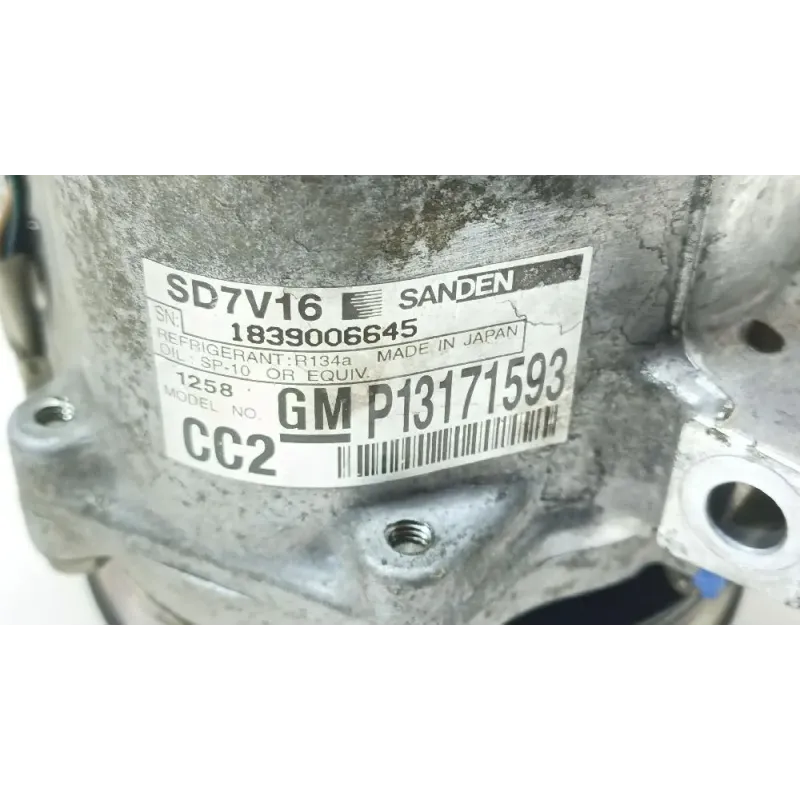 SD7V16 SANDEN
SN: 1839006645
REFRIGERANT:R134a MADE IN JAPAN
OIL: SP-10 OR EQUIV.
1258
MODEL NO. GM P13171593
CC2